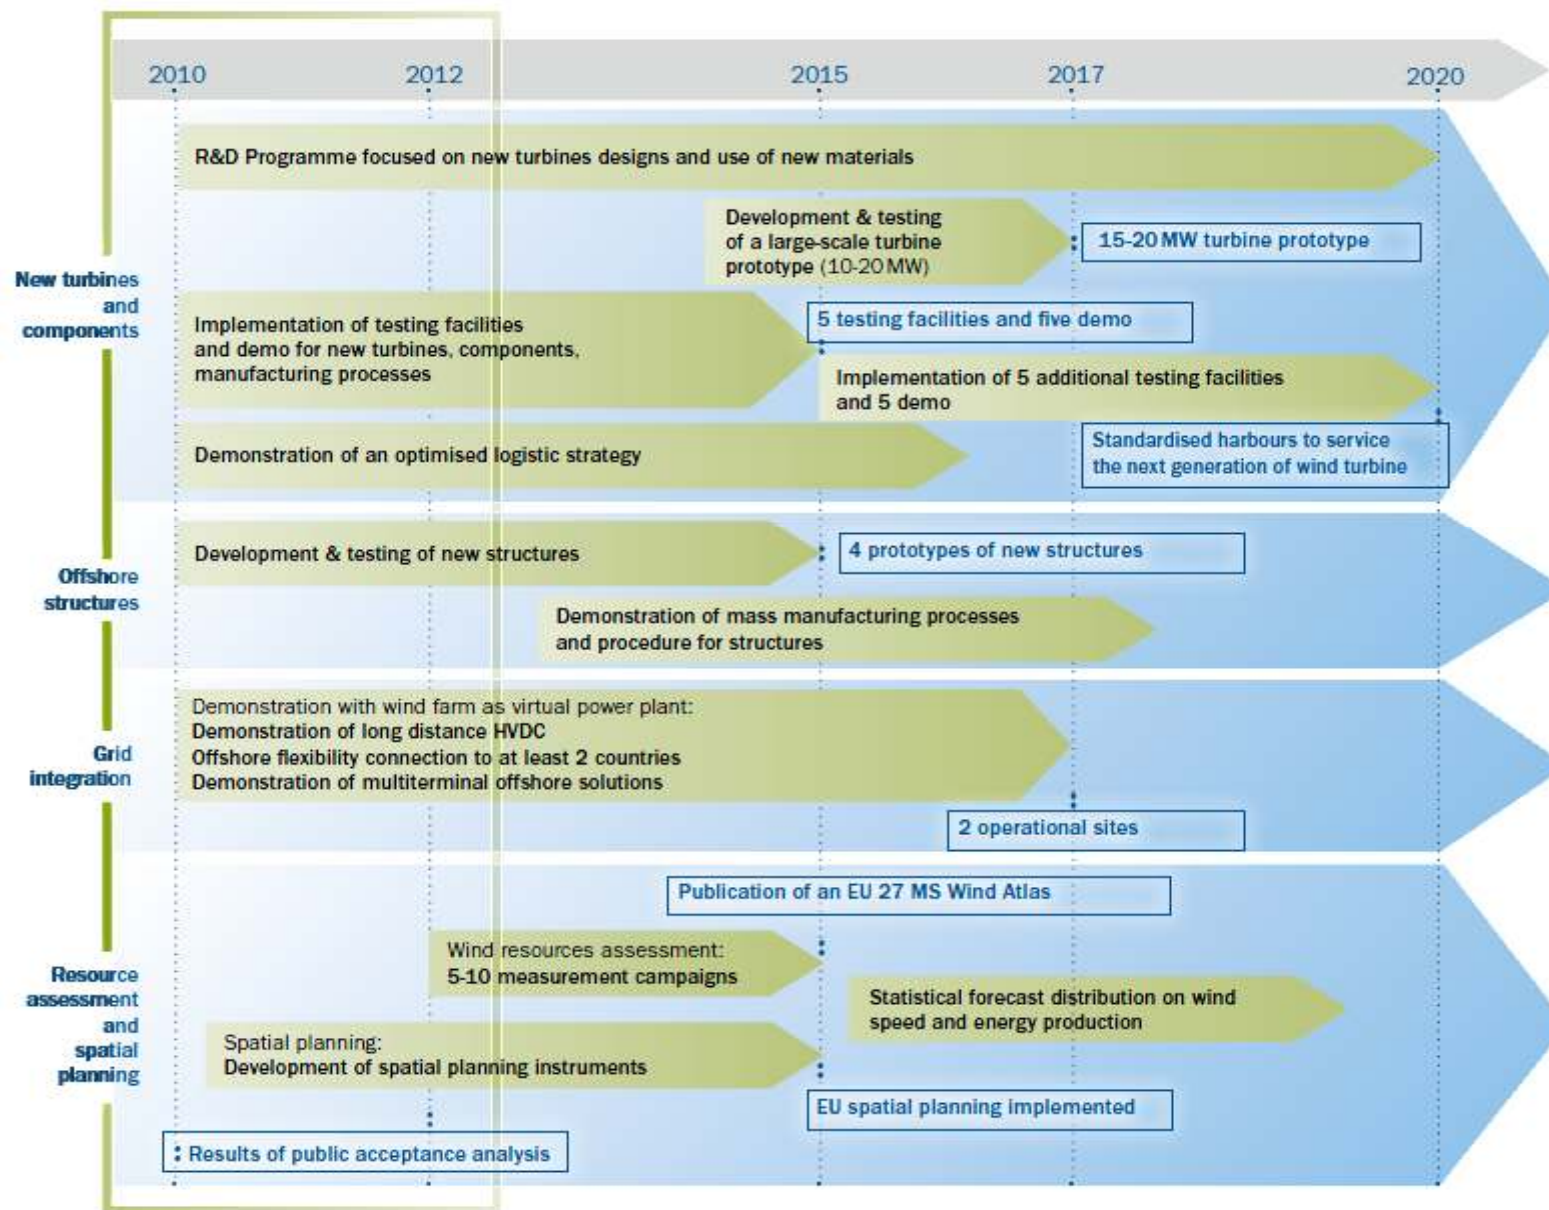 2010 2012 2015 2017 2020
New turbines
and
components
R&D Programme focused on new turbines designs and use of new materials
Development & testing
of a large-scale turbine
prototype (10-20 MW)
15-20 MW turbine prototype
Implementation of testing facilities
and demo for new turbines, components,
manufacturing processes
5 testing facilities and five demo
Implementation of 5 additional testing facilities
and 5 demo
Demonstration of an optimised logistic strategy
Standardised harbours to service
the next generation of wind turbine
Offshore
structures
Development & testing of new structures
4 prototypes of new structures
Demonstration of mass manufacturing processes
and procedure for structures
Grid
integration
Demonstration with wind farm as virtual power plant:
Demonstration of long distance HVDC
Offshore flexibility connection to at least 2 countries
Demonstration of multiterminal offshore solutions
2 operational sites
Resource
assessment
and
spatial
planning
Publication of an EU 27 MS Wind Atlas
Wind resources assessment:
5-10 measurement campaigns
Statistical forecast distribution on wind
speed and energy production
Spatial planning:
Development of spatial planning instruments
EU spatial planning implemented
Results of public acceptance analysis